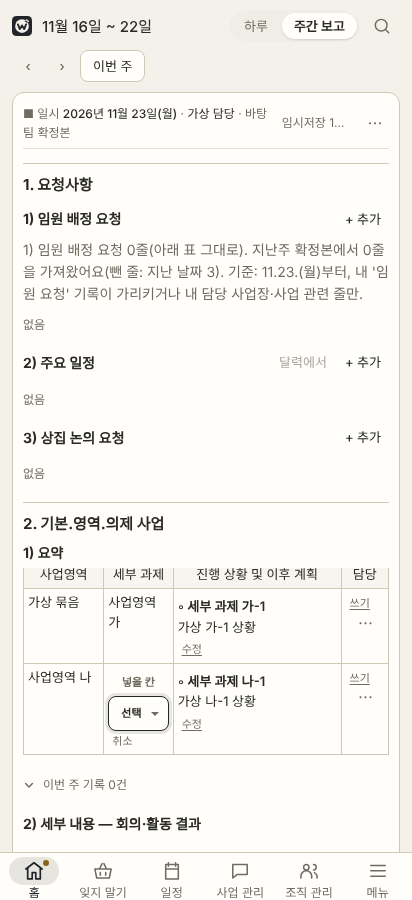 11월 16일 ~ 22일
하루
주간 보고
이번 주
■ 일시 2026년 11월 23일(월) · 가상 담당 · 바탕
팀 확정본
임시저장 1...
1. 요청사항
1) 임원 배정 요청
+ 추가
1) 임원 배정 요청 0줄(아래 표 그대로). 지난주 확정본에서 0줄
을 가져왔어요(뺀 줄: 지난 날짜 3). 기준: 11.23.(월)부터, 내 '임
원 요청' 기록이 가리키거나 내 담당 사업장·사업 관련 줄만.
없음
2) 주요 일정
달력에서
+ 추가
없음
3) 상집 논의 요청
+ 추가
없음
2. 기본.영역.의제 사업
1) 요약
사업영역
세부 과제
진행 상황 및 이후 계획
담당
가상 묶음
사업영역
가
∘ 세부 과제 가-1
가상 가-1 상황
수정
쓰기
...
사업영역 나
넣을 칸
선택
취소
∘ 세부 과제 나-1
가상 나-1 상황
수정
쓰기
...
이번 주 기록 0건
2) 세부 내용 — 회의·활동 결과
홈
잊지 말기
일정
사업 관리
조직 관리
메뉴